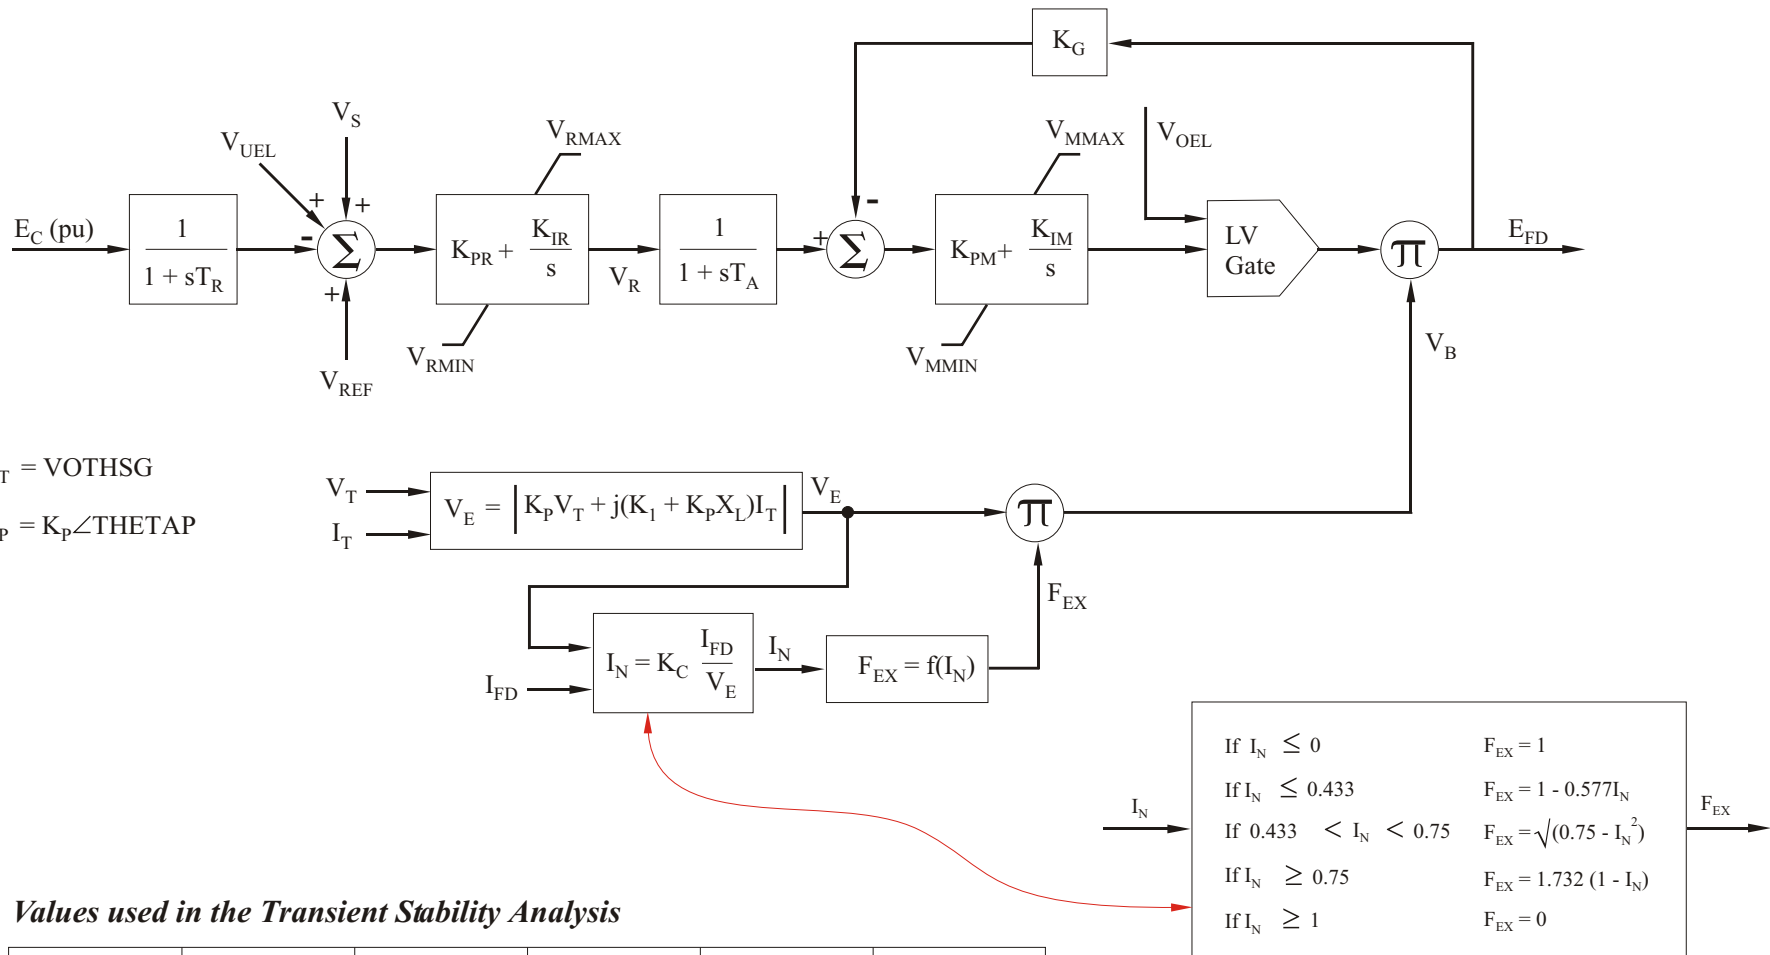 K_G
V_S
V_RMAX
V_MMAX
V_OEL
V_UEL
+
+
-
E_C (pu)
1
1 + sT_R
-
Σ
K_PR + K_IR
s
V_R
1
1 + sT_A
+
Σ
K_PM + K_IM
s
LV
Gate
π
E_FD
+
V_RMIN
V_MMIN
V_B
V_REF
T = VOTHSG
V_T
V_E = |K_P V_T + j(K_1 + K_P X_L)I_T|
V_E
π
P = K_P∠THETAP
I_T
F_EX
I_N = K_C I_FD
V_E
I_N
F_EX = f(I_N)
I_FD
If I_N ≤ 0 F_EX = 1
If I_N ≤ 0.433 F_EX = 1 - 0.577I_N
I_N
F_EX
If 0.433 < I_N < 0.75 F_EX = √(0.75 - I_N^2)
If I_N ≥ 0.75 F_EX = 1.732 (1 - I_N)
If I_N ≥ 1 F_EX = 0
Values used in the Transient Stability Analysis